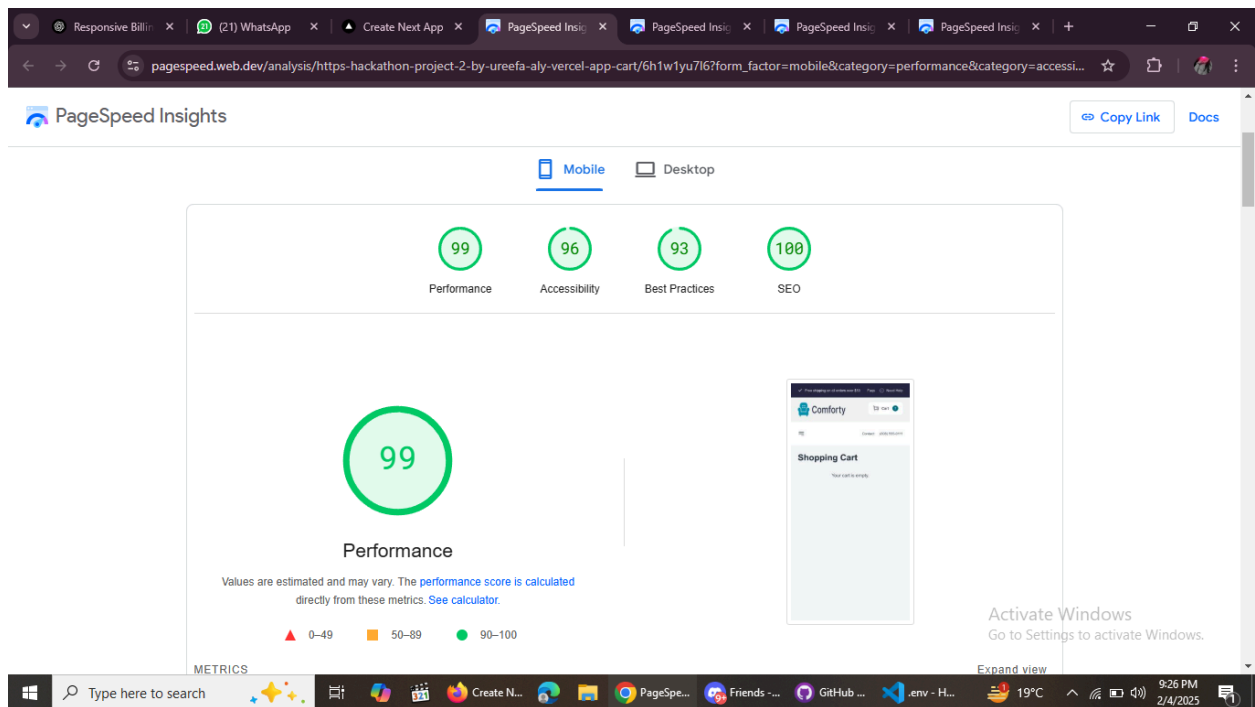 Responsive Billin
(21) WhatsApp
Create Next App
PageSpeed Insig
PageSpeed Insig
PageSpeed Insig
PageSpeed Insig
pagespeed.web.dev/analysis/https-hackathon-project-2-by-ureefa-aly-vercel-app-cart/6h1w1yu7l6?form_factor=mobile&category=performance&category=accessi...
PageSpeed Insights
Copy Link
Docs
Mobile
Desktop
99
96
93
100
Performance
Accessibility
Best Practices
SEO
99
Performance
Values are estimated and may vary. The performance score is calculated
directly from these metrics. See calculator.
0–49
50–89
90–100
Comforty
Cart
Shopping Cart
Your cart is empty.
Activate Windows
Go to Settings to activate Windows.
METRICS
Expand view
Type here to search
321
Create N...
PageSpe...
9+
Friends -...
GitHub ...
.env - H...
19°C
9:26 PM
2/4/2025